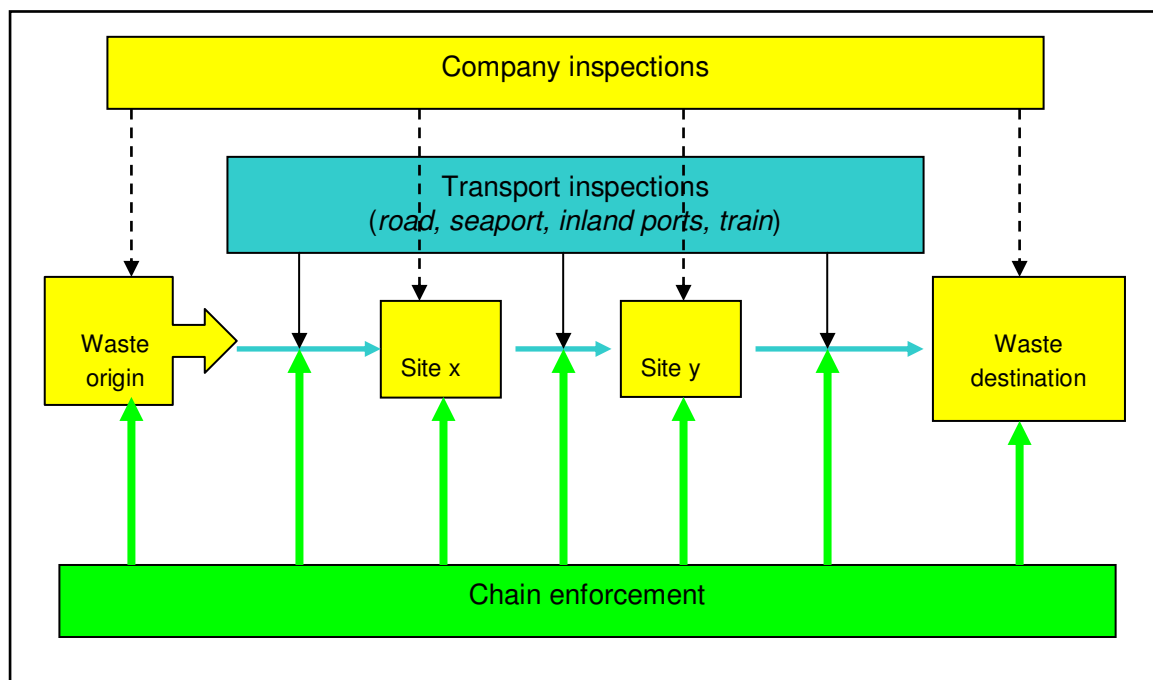 Company inspections
Transport inspections
(road, seaport, inland ports, train)
Waste
origin
Site x
Site y
Waste
destination
Chain enforcement